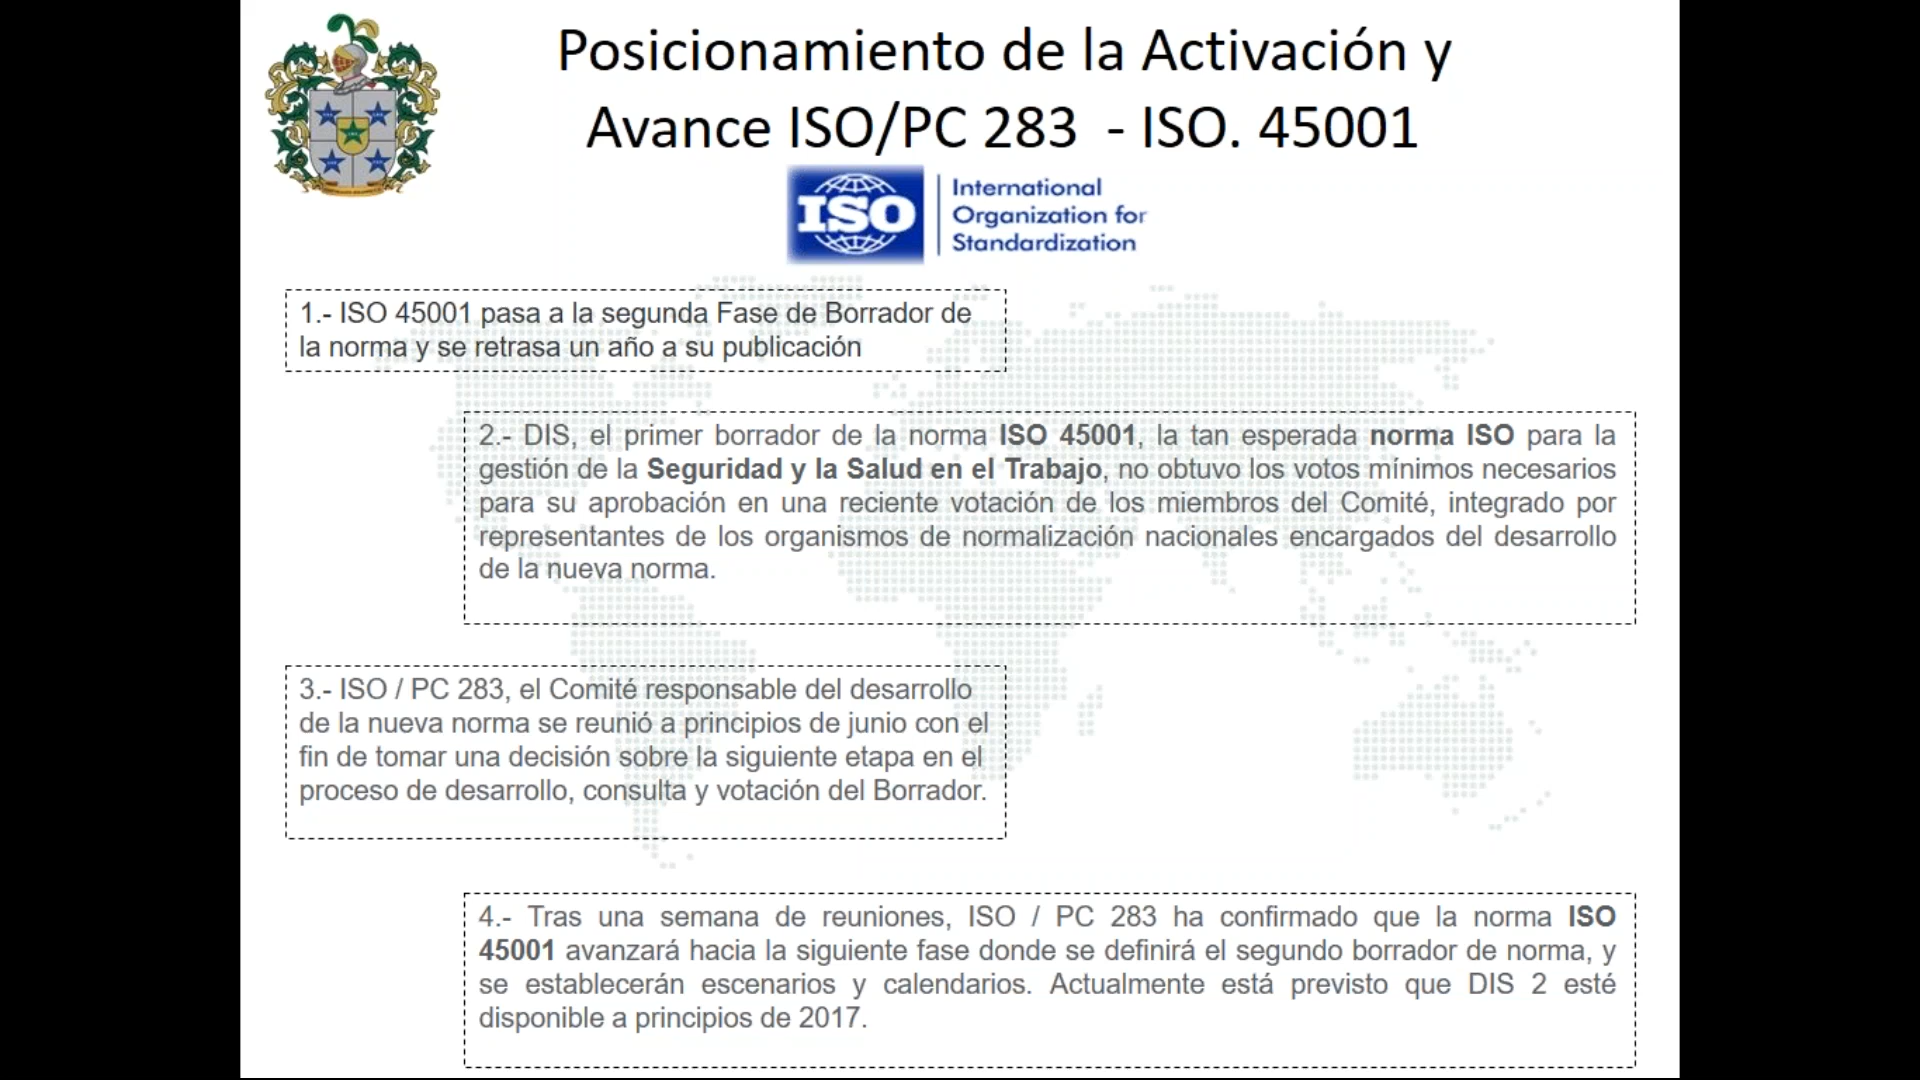 Posicionamiento de la Activación y
Avance ISO/PC 283 - ISO. 45001
ISO
International
Organization for
Standardization
1.- ISO 45001 pasa a la segunda Fase de Borrador de
la norma y se retrasa un año a su publicación
2.- DIS, el primer borrador de la norma ISO 45001, la tan esperada norma ISO para la
gestión de la Seguridad y la Salud en el Trabajo, no obtuvo los votos mínimos necesarios
para su aprobación en una reciente votación de los miembros del Comité, integrado por
representantes de los organismos de normalización nacionales encargados del desarrollo
de la nueva norma.
3.- ISO / PC 283, el Comité responsable del desarrollo
de la nueva norma se reunió a principios de junio con el
fin de tomar una decisión sobre la siguiente etapa en el
proceso de desarrollo, consulta y votación del Borrador.
4.- Tras una semana de reuniones, ISO / PC 283 ha confirmado que la norma ISO
45001 avanzará hacia la siguiente fase donde se definirá el segundo borrador de norma, y
se establecerán escenarios y calendarios. Actualmente está previsto que DIS 2 esté
disponible a principios de 2017.